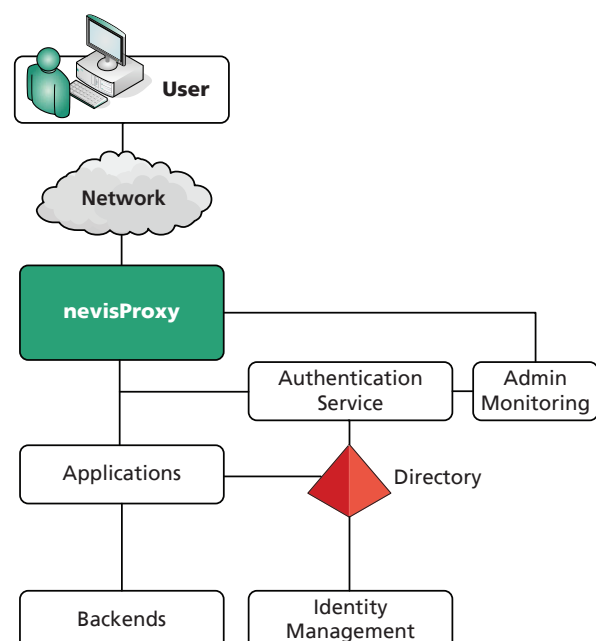 User
Network
nevisProxy
Authentication
Service
Admin
Monitoring
Applications
Directory
Backends
Identity
Management